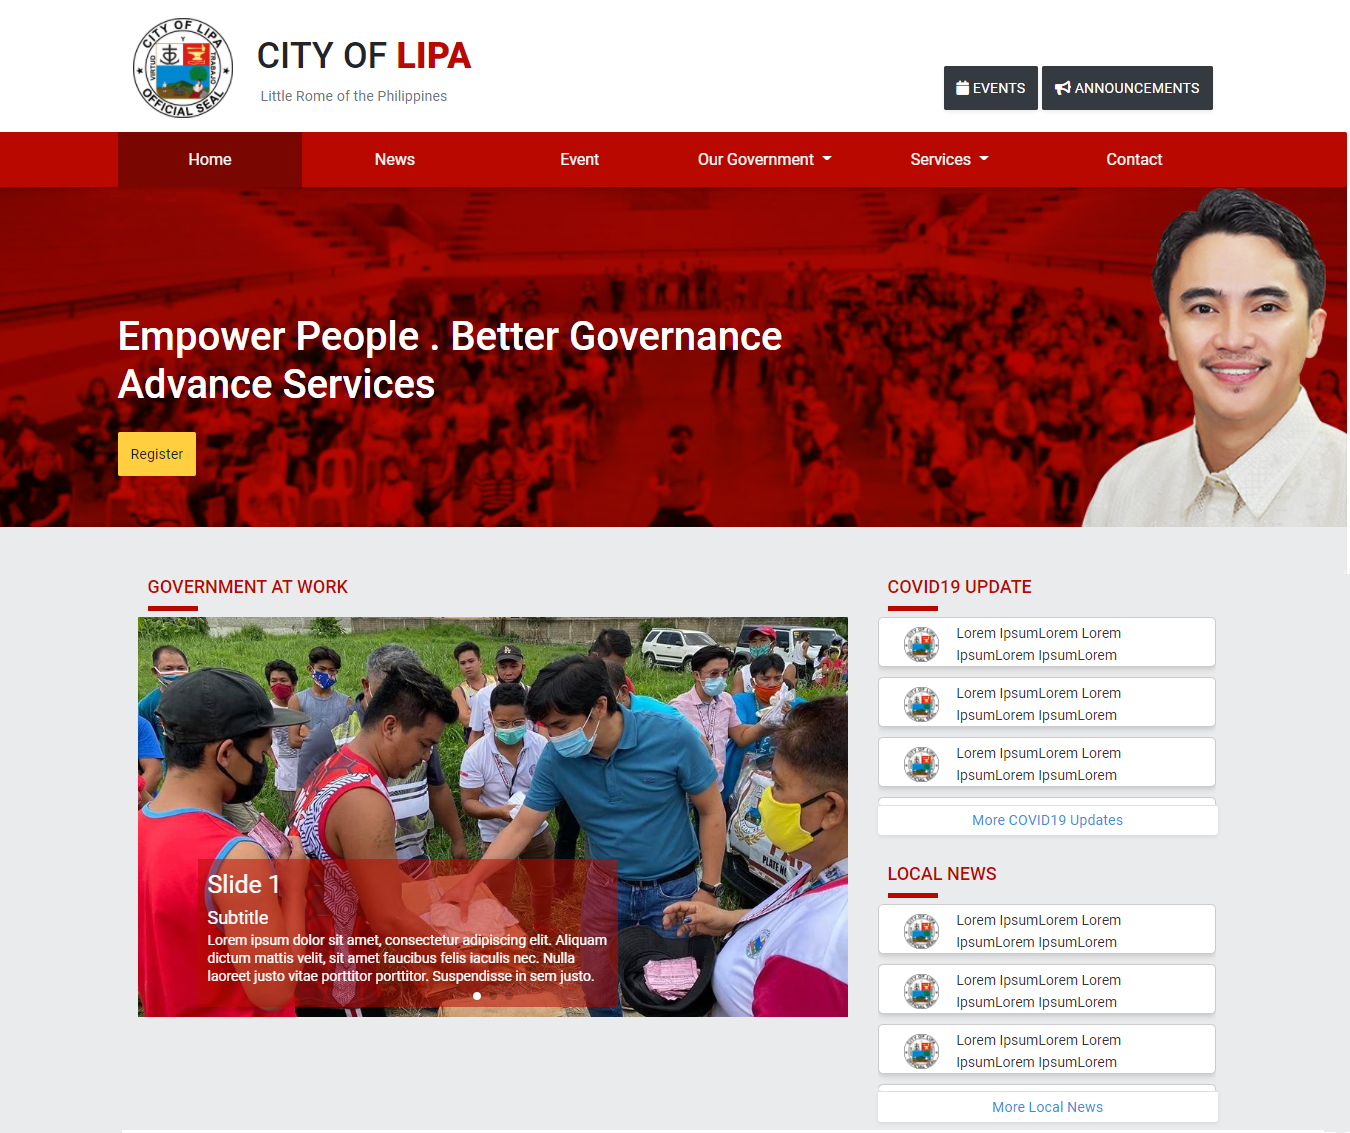 CITY OF LIPA
VIRTUD
TRABAJO
OFFICIAL SEAL
CITY OF LIPA
Little Rome of the Philippines
EVENTS
ANNOUNCEMENTS
Home
News
Event
Our Government
Services
Contact
Empower People . Better Governance
Advance Services
Register
GOVERNMENT AT WORK
Slide 1
Subtitle
Lorem ipsum dolor sit amet, consectetur adipiscing elit. Aliquam
dictum mattis velit, sit amet faucibus felis iaculis nec. Nulla
laoreet justo vitae porttitor porttitor. Suspendisse in sem justo.
COVID19 UPDATE
Lorem IpsumLorem Lorem
IpsumLorem IpsumLorem
Lorem IpsumLorem Lorem
IpsumLorem IpsumLorem
Lorem IpsumLorem Lorem
IpsumLorem IpsumLorem
More COVID19 Updates
LOCAL NEWS
Lorem IpsumLorem Lorem
IpsumLorem IpsumLorem
Lorem IpsumLorem Lorem
IpsumLorem IpsumLorem
Lorem IpsumLorem Lorem
IpsumLorem IpsumLorem
More Local News